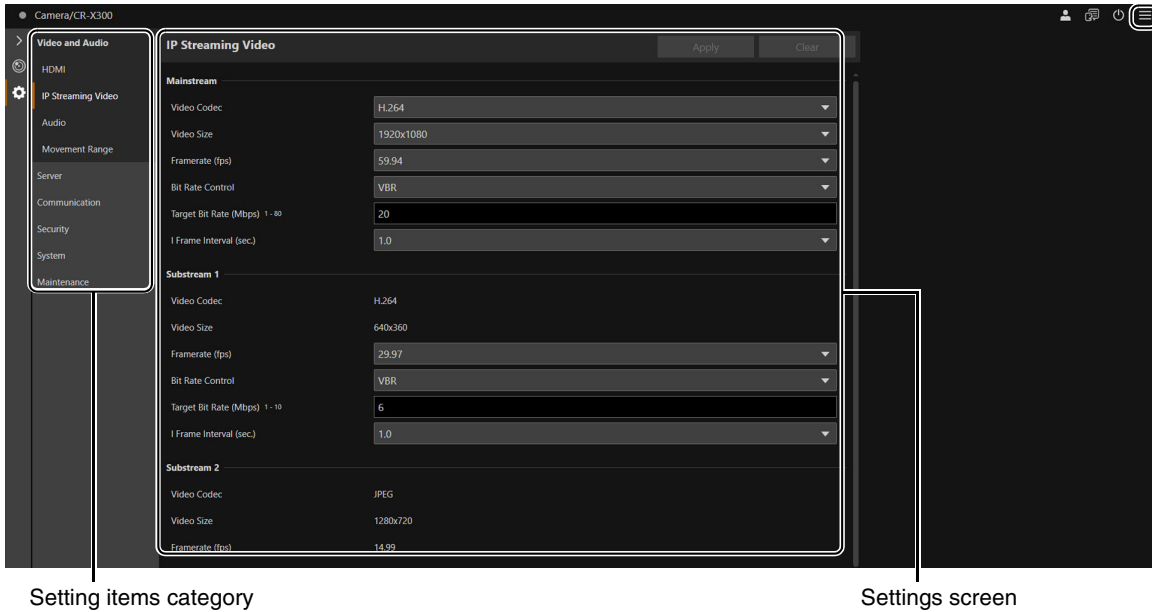 Camera/CR-X300
Video and Audio
HDMI
IP Streaming Video
Audio
Movement Range
Server
Communication
Security
System
Maintenance
IP Streaming Video Apply Clear
Mainstream
Video Codec H.264
Video Size 1920x1080
Framerate (fps) 59.94
Bit Rate Control VBR
Target Bit Rate (Mbps) 1 - 80 20
I Frame Interval (sec.) 1.0
Substream 1
Video Codec H.264
Video Size 640x360
Framerate (fps) 29.97
Bit Rate Control VBR
Target Bit Rate (Mbps) 1 - 10 6
I Frame Interval (sec.) 1.0
Substream 2
Video Codec JPEG
Video Size 1280x720
Framerate (fps) 14.99
Setting items category
Settings screen